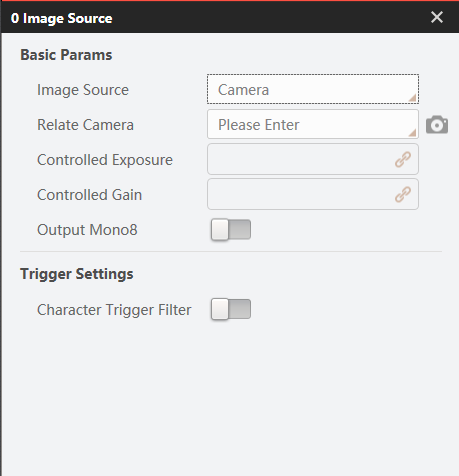 0 Image Source
Basic Params
Image Source Camera
Relate Camera Please Enter
Controlled Exposure
Controlled Gain
Output Mono8
Trigger Settings
Character Trigger Filter